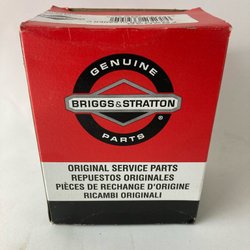 GENUINE
BRIGGS & STRATTON
®
PARTS
ORIGINAL SERVICE PARTS
REPUESTOS ORIGINALES
PIÈCES DE RECHANGE D'ORIGINE
RICAMBI ORIGINALI